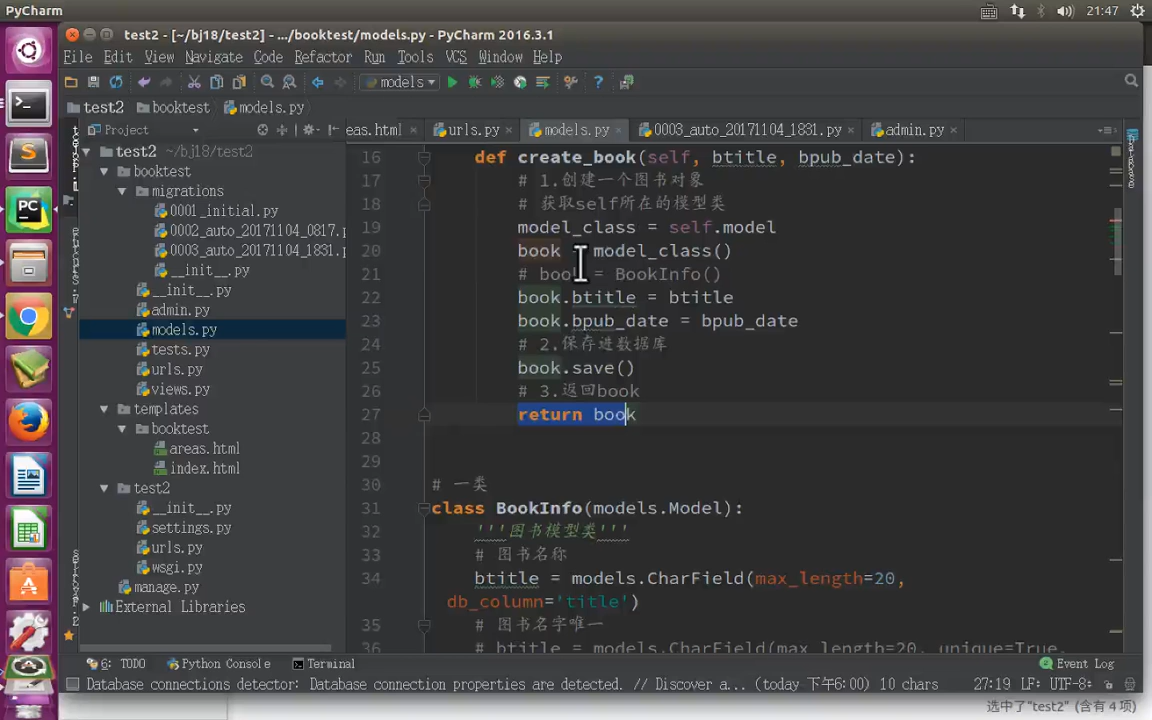 PyCharm
21:47
test2 - [~/bj18/test2] - .../booktest/models.py - PyCharm 2016.3.1
File Edit View Navigate Code Refactor Run Tools VCS Window Help
models
test2 booktest models.py
Project
eas.html urls.py models.py 0003_auto_20171104_1831.py admin.py
test2 ~/bj18/test2
booktest
migrations
0001_initial.py
0002_auto_20171104_0817.
0003_auto_20171104_1831.
__init__.py
__init__.py
admin.py
models.py
tests.py
urls.py
views.py
templates
booktest
areas.html
index.html
test2
__init__.py
settings.py
urls.py
wsgi.py
manage.py
External Libraries
16 def create_book(self, btitle, bpub_date):
17 # 1.创建一个图书对象
18 # 获取self所在的模型类
19 model_class = self.model
20 book = model_class()
21 # book = BookInfo()
22 book.btitle = btitle
23 book.bpub_date = bpub_date
24 # 2.保存进数据库
25 book.save()
26 # 3.返回book
27 return book
28
29
30 # 一类
31 class BookInfo(models.Model):
32 '''图书模型类'''
33 # 图书名称
34 btitle = models.CharField(max_length=20,
db_column='title')
35 # 图书名字唯一
36 # btitle = models.CharField(max_length=20, unique=True,
6: TODO Python Console Terminal Event Log
Database connections detector: Database connection properties are detected. // Discover a... (today 下午6:00) 10 chars 27:19 LF÷ UTF-8÷
选中了"test2" (含有 4 项)